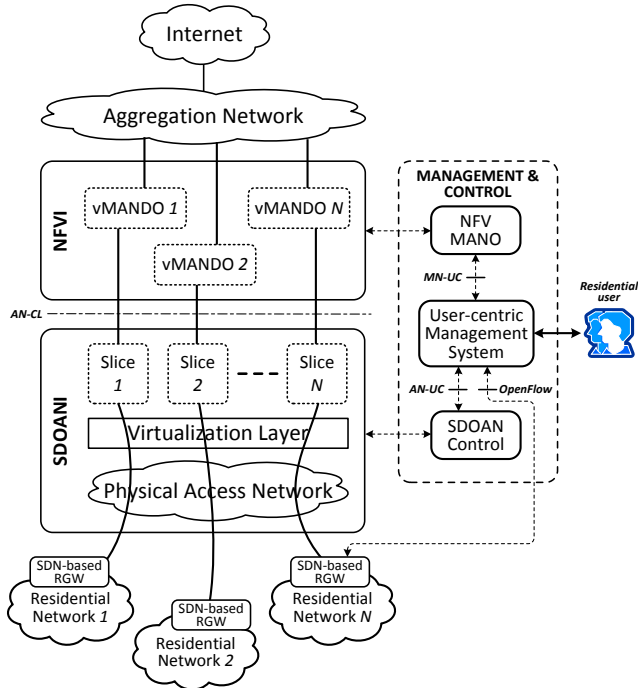 Internet
Aggregation Network
NFVI
vMANDO 1
vMANDO N
vMANDO 2
AN-CL
SDOANI
Slice
1
Slice
2
Slice
N
Virtualization Layer
Physical Access Network
SDN-based
RGW
Residential
Network 1
SDN-based
RGW
Residential
Network 2
SDN-based
RGW
Residential
Network N
MANAGEMENT &
CONTROL
NFV
MANO
MN-UC
User-centric
Management
System
AN-UC
OpenFlow
SDOAN
Control
Residential
user